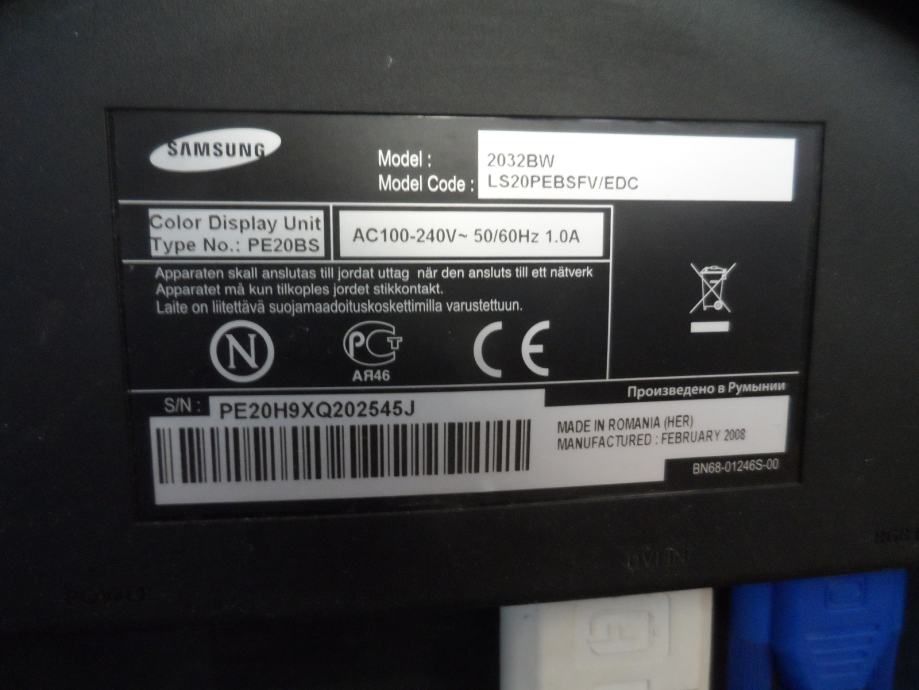 SAMSUNG
Model : 2032BW
Model Code : LS20PEBSFV/EDC
Color Display Unit
Type No.: PE20BS
AC100-240V~ 50/60Hz 1.0A
Apparaten skall anslutas till jordat uttag när den ansluts till ett nätverk
Apparatet må kun tilkoples jordet stikkontakt.
Laite on liitettävä suojamaadoituskoskettimilla varustettuun.
N
РСТ
АЯ46
CE
Произведено в Румынии
S/N : PE20H9XQ202545J
MADE IN ROMANIA (HER)
MANUFACTURED : FEBRUARY 2008
BN68-01246S-00
DVI IN